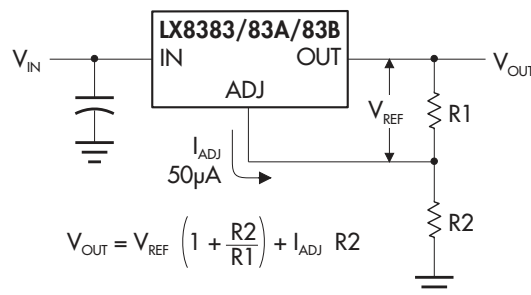 LX8383/83A/83B
V_IN
IN
OUT
V_OUT
ADJ
V_REF
R1
I_ADJ
50µA
R2
V_OUT = V_REF (1 + R2/R1) + I_ADJ R2